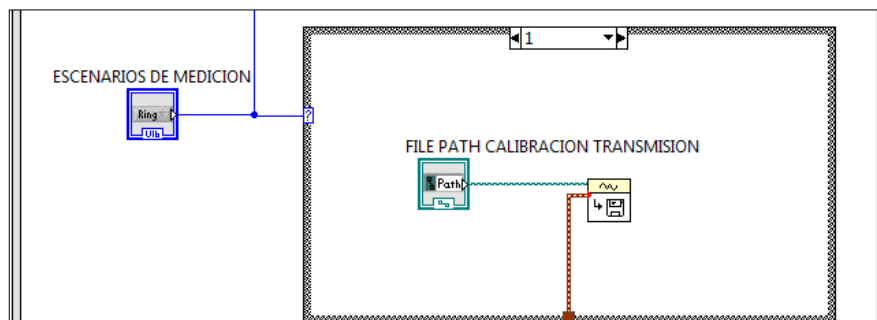 1
ESCENARIOS DE MEDICION
Ring
U16
?
FILE PATH CALIBRACION TRANSMISION
Path